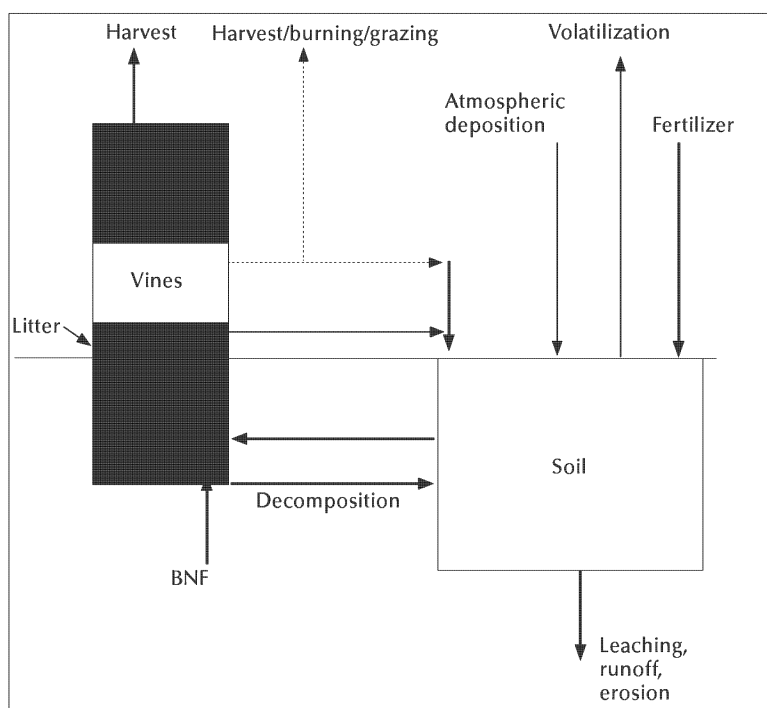 Harvest
Harvest/burning/grazing
Volatilization
Atmospheric
deposition
Fertilizer
Vines
Litter
Soil
Decomposition
BNF
Leaching,
runoff,
erosion